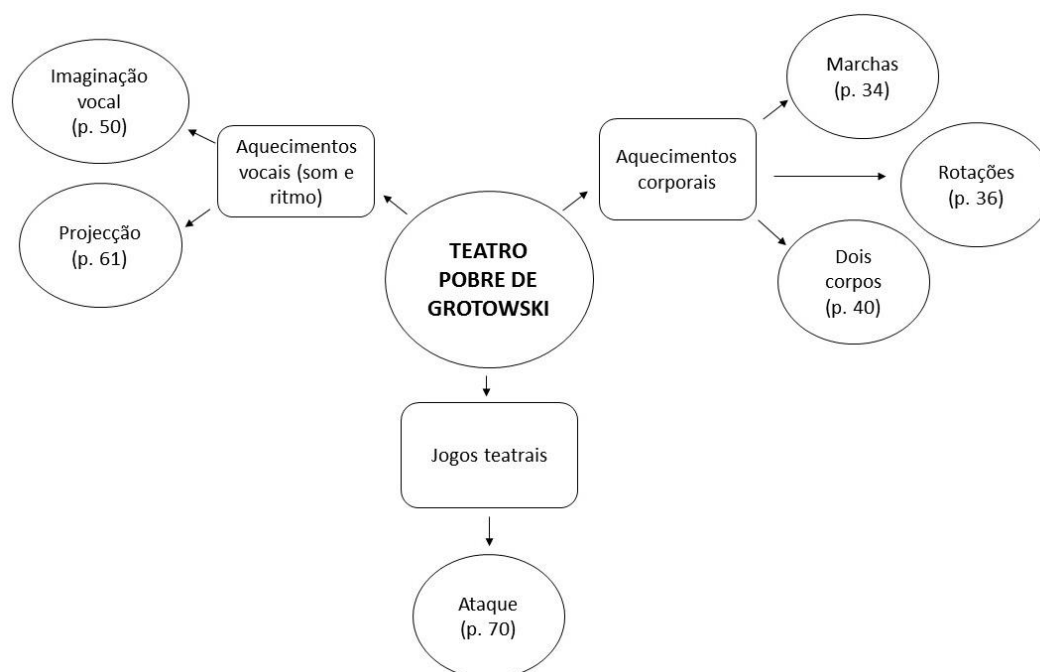 Imaginação
vocal
(p. 50)
Aquecimentos
vocais (som e
ritmo)
Projecção
(p. 61)
TEATRO
POBRE DE
GROTOWSKI
Aquecimentos
corporais
Marchas
(p. 34)
Rotações
(p. 36)
Dois
corpos
(p. 40)
Jogos teatrais
Ataque
(p. 70)